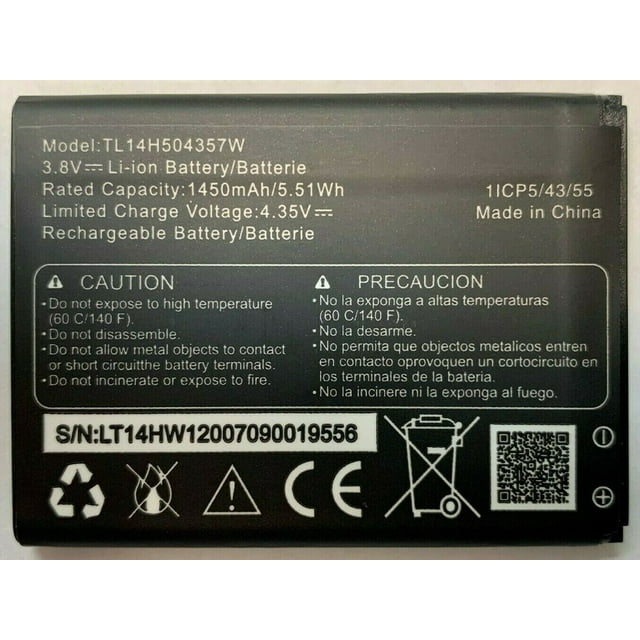 Model:TL14H504357W
3.8V⎓ Li-ion Battery/Batterie
Rated Capacity:1450mAh/5.51Wh
1ICP5/43/55
Limited Charge Voltage:4.35V⎓
Made in China
Rechargeable Battery/Batterie
⚠ CAUTION
•Do not expose to high temperature
(60 C/140 F).
•Do not disassemble.
•Do not allow metal objects to contact
or short circuitthe battery terminals.
•Do not incinerate or expose to fire.
⚠ PRECAUCION
•No la exponga a altas temperaturas
(60 C/140 F).
•No la desarme.
•No permita que objectos metalicos entren
en contacto oprovoquen un cortocircuito en
los terminales de la bateria.
•No la incinere ni la exponga al fuego.
S/N:LT14HW12007090019556
CE